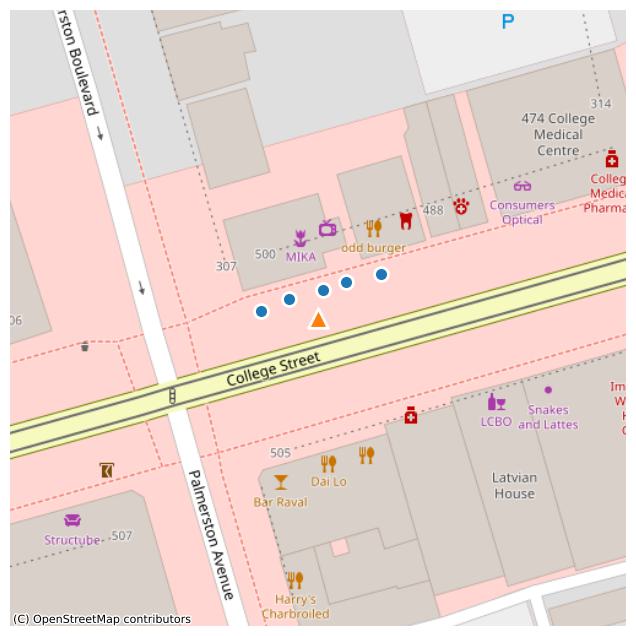 P
rston Boulevard
314
474 College
Medical
Centre
Colleg
Medica
Pharma
Consumers
Optical
488
odd burger
500
MIKA
307
06
College Street
505
LCBO
Snakes
and Lattes
Im
W
H
C
Dai Lo
Bar Raval
Latvian
House
Palmerston Avenue
507
Structube
Harry's
Charbroiled
(C) OpenStreetMap contributors